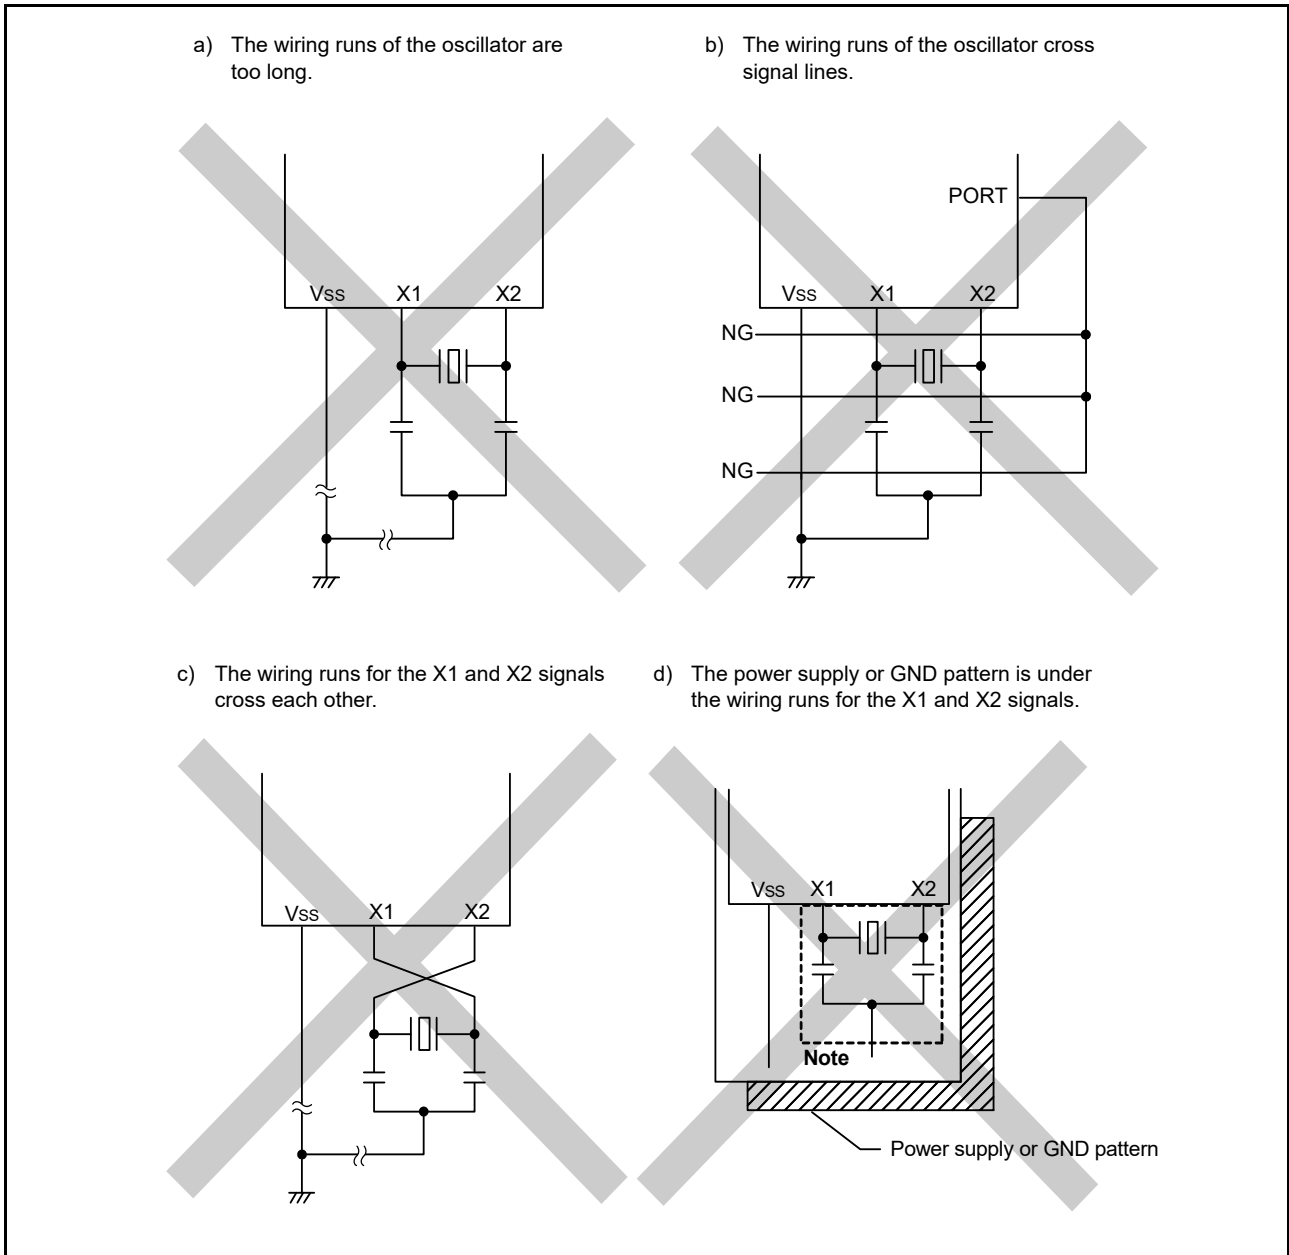 a) The wiring runs of the oscillator are
too long.
b) The wiring runs of the oscillator cross
signal lines.
VSS X1 X2
PORT
VSS X1 X2
NG
NG
NG
c) The wiring runs for the X1 and X2 signals
cross each other.
d) The power supply or GND pattern is under
the wiring runs for the X1 and X2 signals.
VSS X1 X2
VSS X1 X2
Note
Power supply or GND pattern